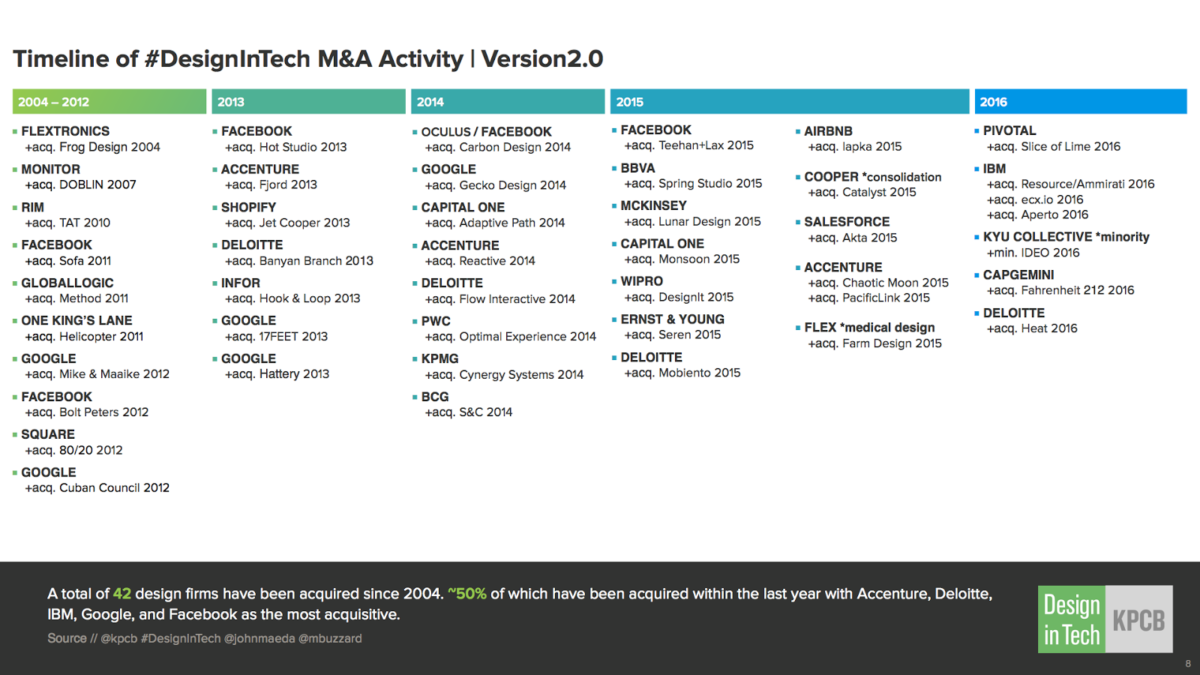 Timeline of #DesignInTech M&A Activity | Version2.0
2004 – 2012
FLEXTRONICS
+acq. Frog Design 2004
MONITOR
+acq. DOBLIN 2007
RIM
+acq. TAT 2010
FACEBOOK
+acq. Sofa 2011
GLOBALLOGIC
+acq. Method 2011
ONE KING'S LANE
+acq. Helicopter 2011
GOOGLE
+acq. Mike & Maaike 2012
FACEBOOK
+acq. Bolt Peters 2012
SQUARE
+acq. 80/20 2012
GOOGLE
+acq. Cuban Council 2012
2013
FACEBOOK
+acq. Hot Studio 2013
ACCENTURE
+acq. Fjord 2013
SHOPIFY
+acq. Jet Cooper 2013
DELOITTE
+acq. Banyan Branch 2013
INFOR
+acq. Hook & Loop 2013
GOOGLE
+acq. 17FEET 2013
GOOGLE
+acq. Hattery 2013
2014
OCULUS / FACEBOOK
+acq. Carbon Design 2014
GOOGLE
+acq. Gecko Design 2014
CAPITAL ONE
+acq. Adaptive Path 2014
ACCENTURE
+acq. Reactive 2014
DELOITTE
+acq. Flow Interactive 2014
PWC
+acq. Optimal Experience 2014
KPMG
+acq. Cynergy Systems 2014
BCG
+acq. S&C 2014
2015
FACEBOOK
+acq. Teehan+Lax 2015
BBVA
+acq. Spring Studio 2015
MCKINSEY
+acq. Lunar Design 2015
CAPITAL ONE
+acq. Monsoon 2015
WIPRO
+acq. DesignIt 2015
ERNST & YOUNG
+acq. Seren 2015
DELOITTE
+acq. Mobiento 2015
AIRBNB
+acq. lapka 2015
COOPER *consolidation
+acq. Catalyst 2015
SALESFORCE
+acq. Akta 2015
ACCENTURE
+acq. Chaotic Moon 2015
+acq. PacificLink 2015
FLEX *medical design
+acq. Farm Design 2015
2016
PIVOTAL
+acq. Slice of Lime 2016
IBM
+acq. Resource/Ammirati 2016
+acq. ecx.io 2016
+acq. Aperto 2016
KYU COLLECTIVE *minority
+min. IDEO 2016
CAPGEMINI
+acq. Fahrenheit 212 2016
DELOITTE
+acq. Heat 2016
A total of 42 design firms have been acquired since 2004. ~50% of which have been acquired within the last year with Accenture, Deloitte,
IBM, Google, and Facebook as the most acquisitive.
Source // @kpcb #DesignInTech @johnmaeda @mbuzzard
Design
in Tech
KPCB
8